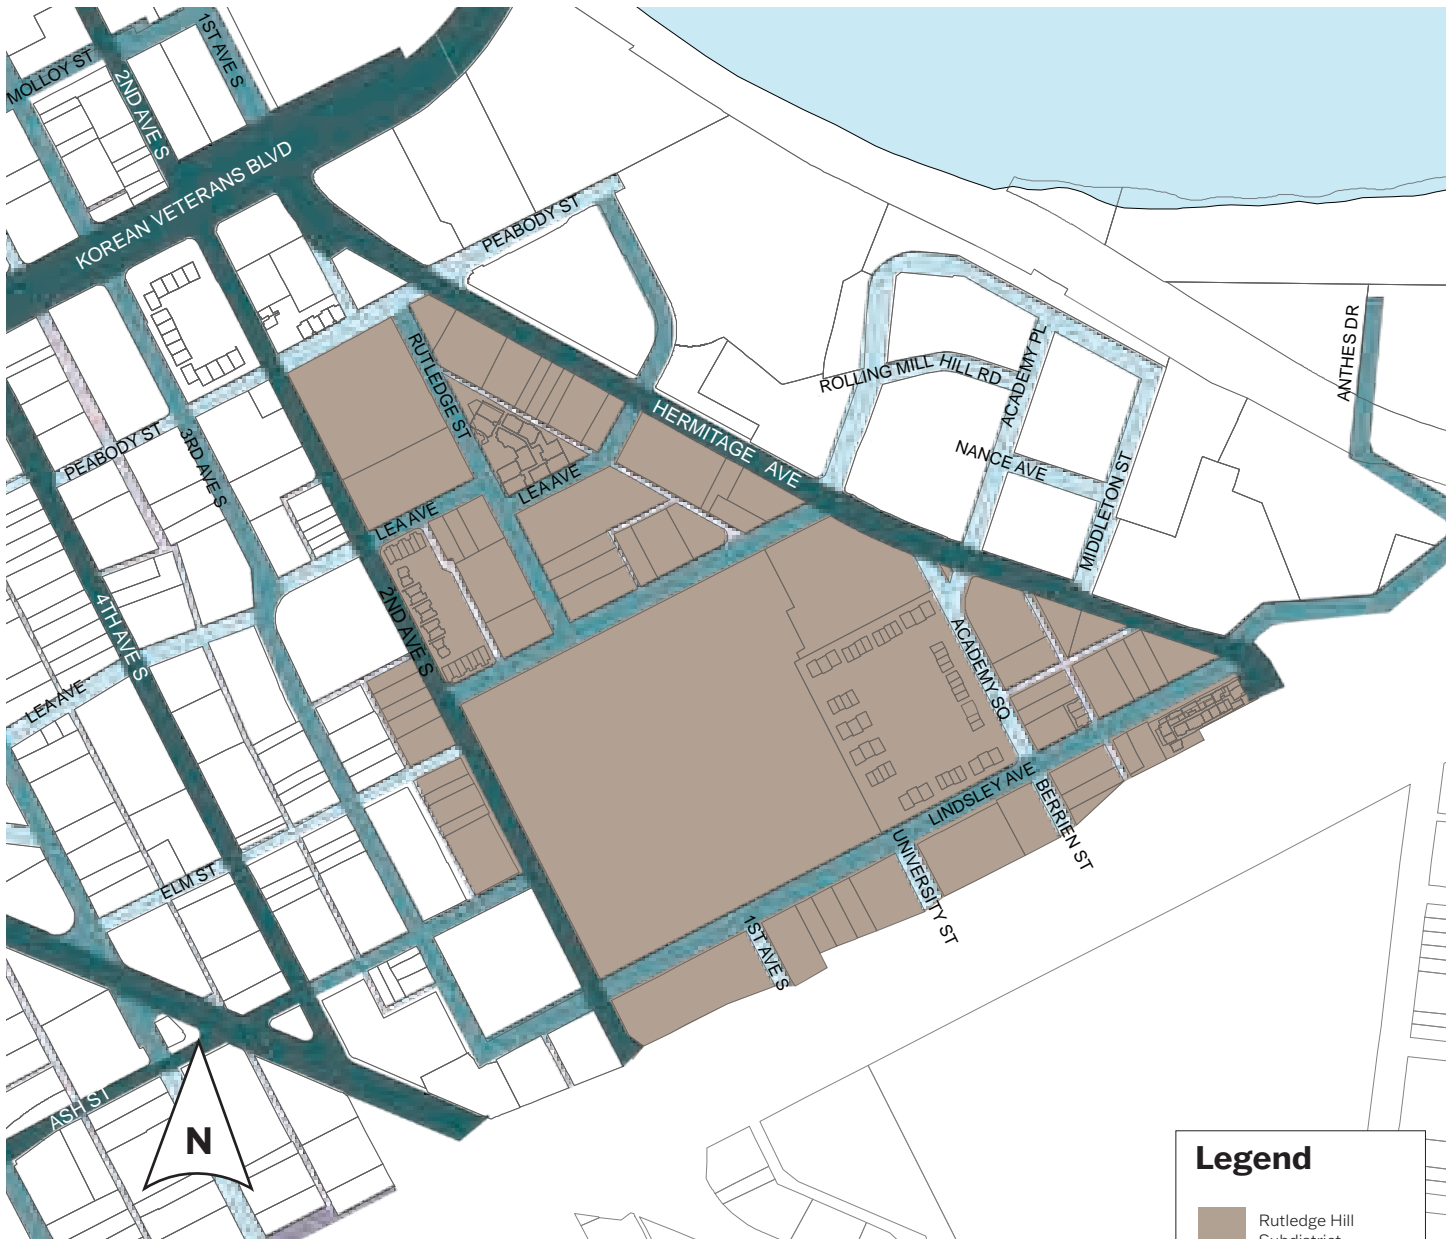 1ST AVE S
MOLLOY ST
2ND AVE S
KOREAN VETERANS BLVD
PEABODY ST
ANTHES DR
RUTLEDGE ST
ACADEMY PL
ROLLING MILL HILL RD
HERMITAGE AVE
PEABODY ST
3RD AVE S
NANCE AVE
MIDDLETON ST
LEA AVE
LEA AVE
2ND AVE S
4TH AVE S
ACADEMY SQ
LEA AVE
LINDSLEY AVE
BERRIEN ST
UNIVERSITY ST
ELM ST
1ST AVE S
ASH ST
N
Legend
Rutledge Hill
Subdistrict